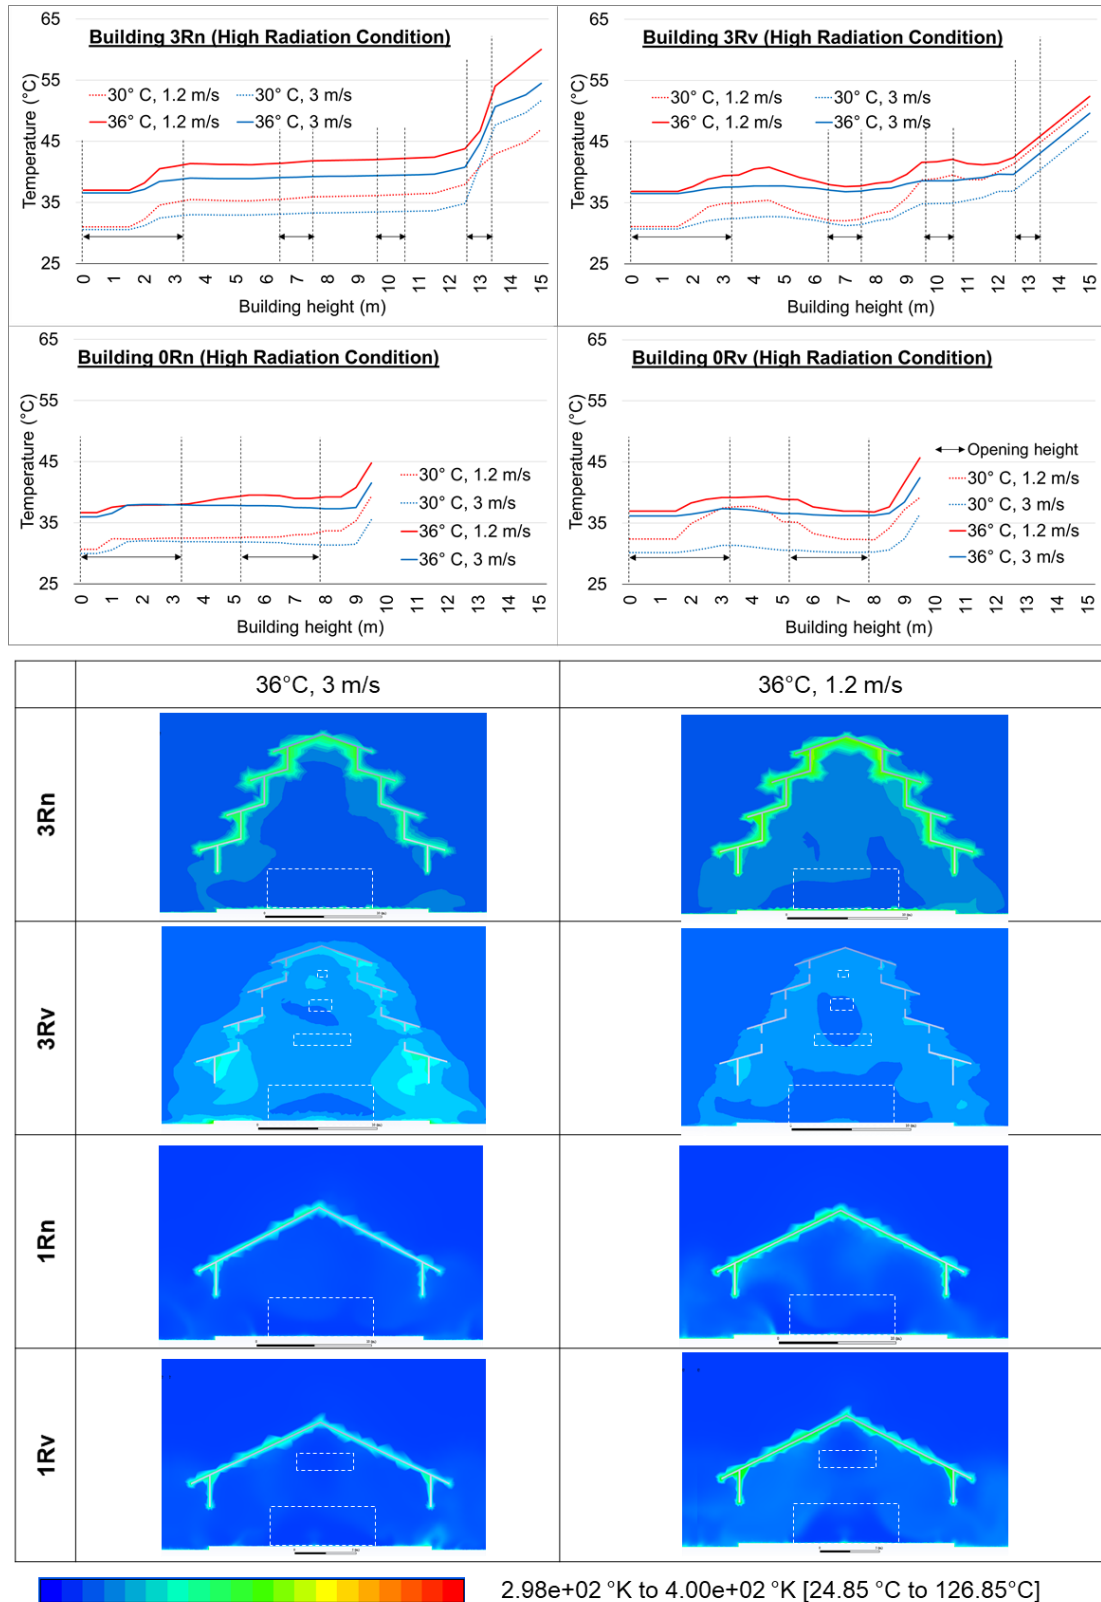 Building 3Rn (High Radiation Condition)
65
55
45
35
25
Temperature (°C)
30° C, 1.2 m/s
30° C, 3 m/s
36° C, 1.2 m/s
36° C, 3 m/s
0 1 2 3 4 5 6 7 8 9 10 11 12 13 14 15
Building height (m)
Building 3Rv (High Radiation Condition)
65
55
45
35
25
Temperature (°C)
30° C, 1.2 m/s
30° C, 3 m/s
36° C, 1.2 m/s
36° C, 3 m/s
0 1 2 3 4 5 6 7 8 9 10 11 12 13 14 15
Building height (m)
Building 0Rn (High Radiation Condition)
65
55
45
35
25
Temperature (°C)
30° C, 1.2 m/s
30° C, 3 m/s
36° C, 1.2 m/s
36° C, 3 m/s
0 1 2 3 4 5 6 7 8 9 10 11 12 13 14 15
Building height (m)
Building 0Rv (High Radiation Condition)
65
55
45
35
25
Temperature (°C)
Opening height
30° C, 1.2 m/s
30° C, 3 m/s
36° C, 1.2 m/s
36° C, 3 m/s
0 1 2 3 4 5 6 7 8 9 10 11 12 13 14 15
Building height (m)
36°C, 3 m/s
36°C, 1.2 m/s
3Rn
3Rv
1Rn
1Rv
2.98e+02 °K to 4.00e+02 °K [24.85 °C to 126.85°C]